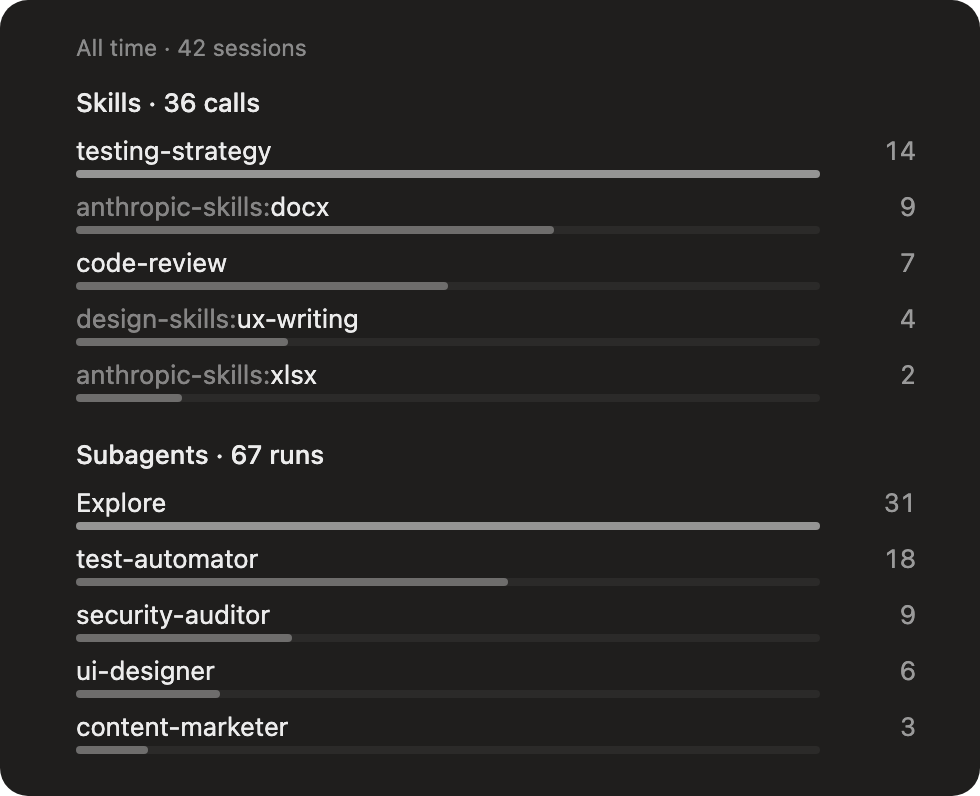 All time · 42 sessions
Skills · 36 calls
testing-strategy 14
anthropic-skills:docx 9
code-review 7
design-skills:ux-writing 4
anthropic-skills:xlsx 2
Subagents · 67 runs
Explore 31
test-automator 18
security-auditor 9
ui-designer 6
content-marketer 3